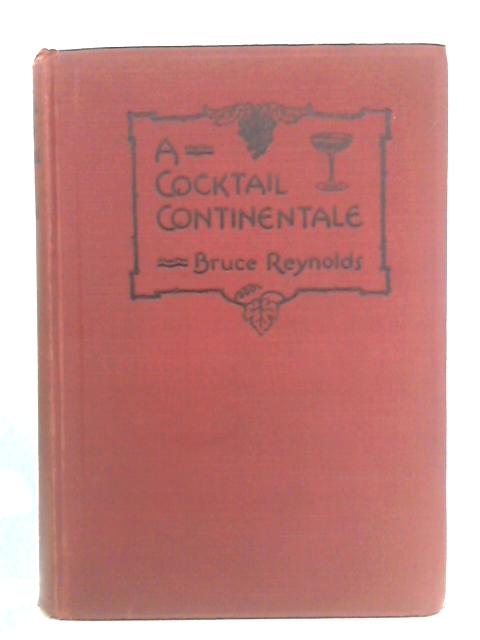 A
COCKTAIL
CONTINENTALE
Bruce Reynolds